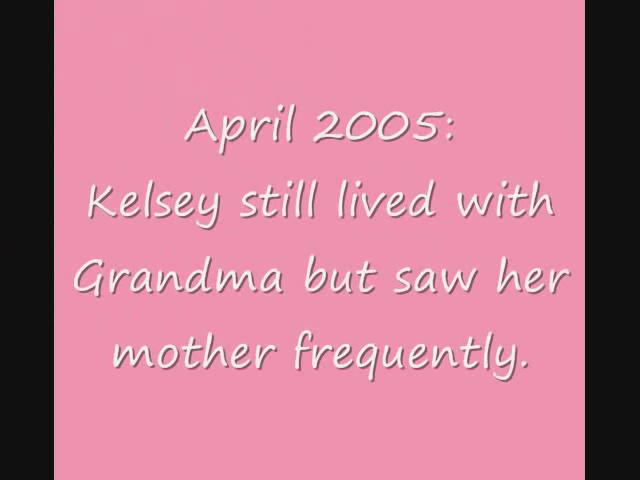 April 2005:
Kelsey still lived with
Grandma but saw her
mother frequently.